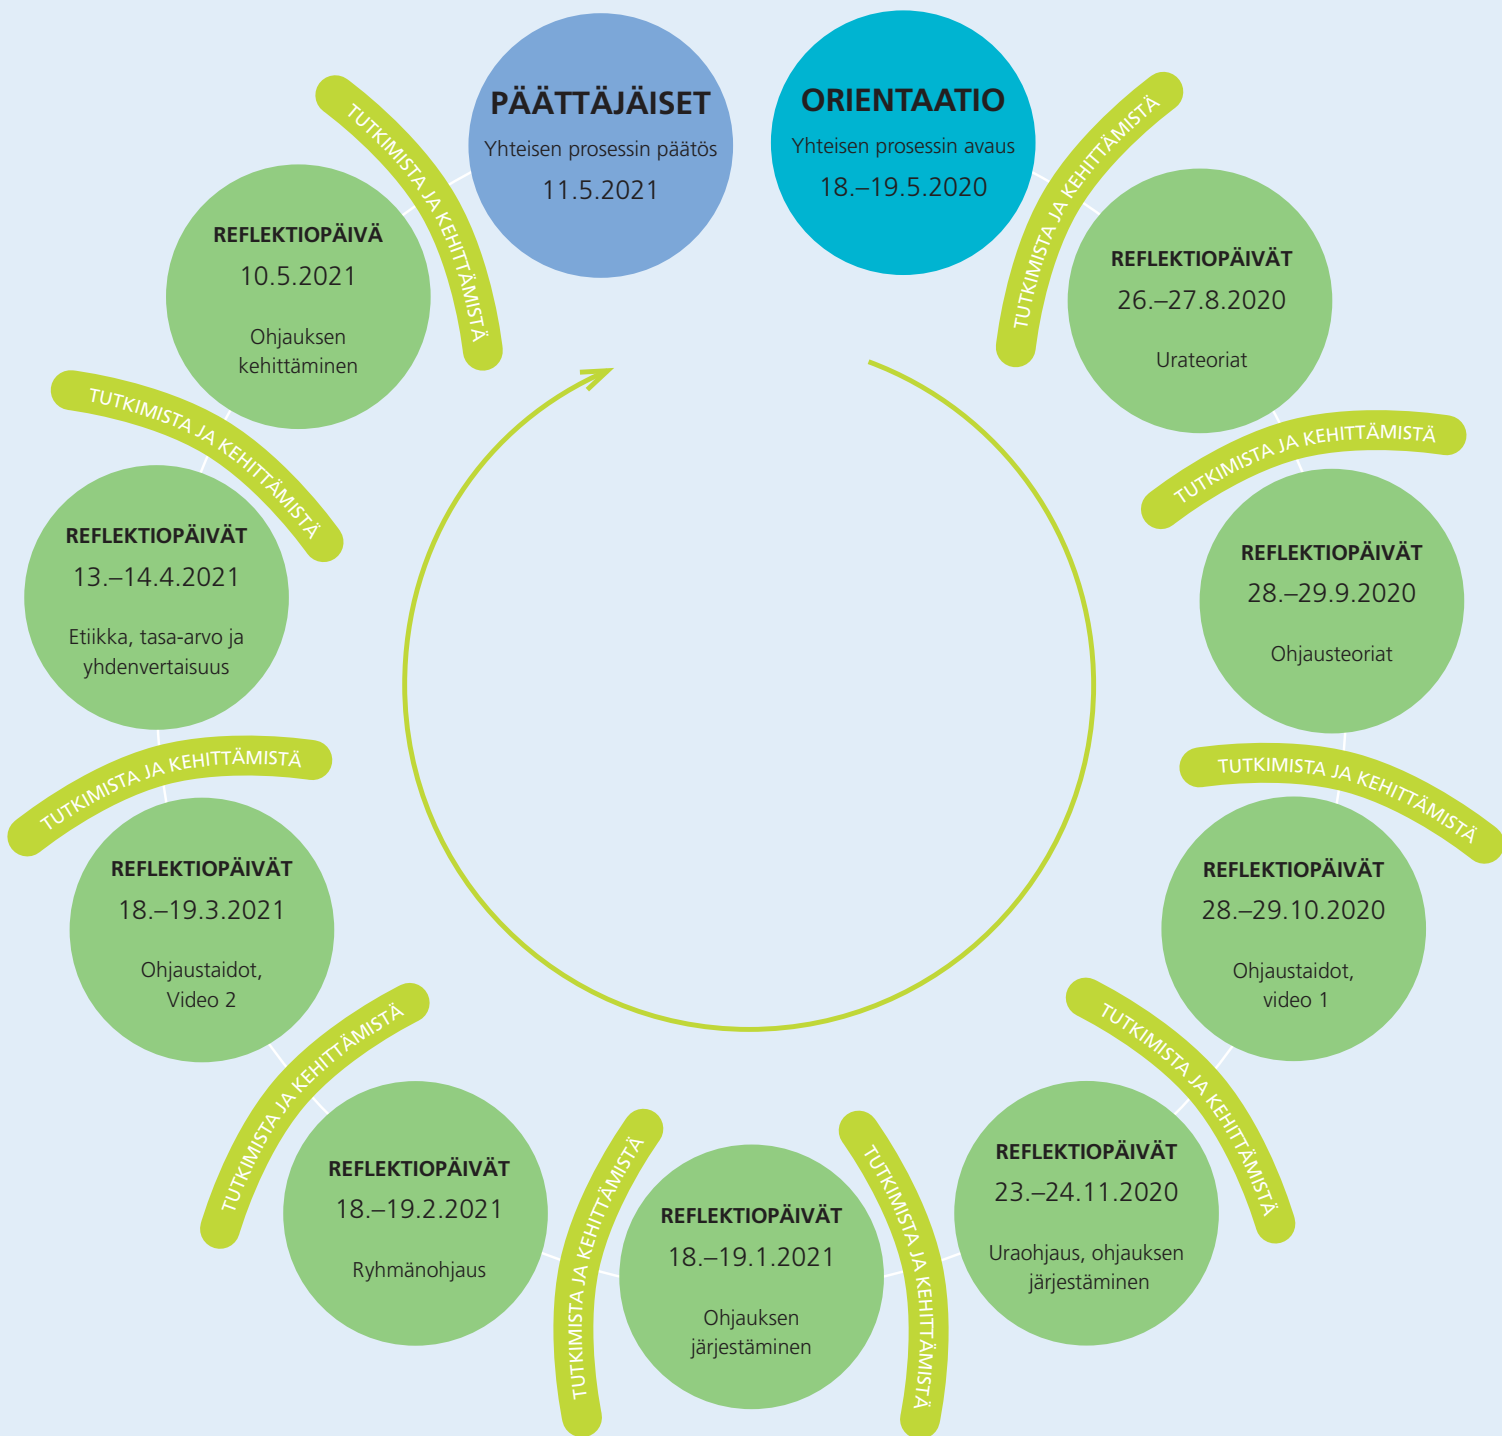 ORIENTAATIO
Yhteisen prosessin avaus
18.–19.5.2020
TUTKIMISTA JA KEHITTÄMISTÄ
REFLEKTIOPÄIVÄT
26.–27.8.2020
Urateoriat
TUTKIMISTA JA KEHITTÄMISTÄ
REFLEKTIOPÄIVÄT
28.–29.9.2020
Ohjausteoriat
TUTKIMISTA JA KEHITTÄMISTÄ
REFLEKTIOPÄIVÄT
28.–29.10.2020
Ohjaustaidot,
video 1
TUTKIMISTA JA KEHITTÄMISTÄ
REFLEKTIOPÄIVÄT
23.–24.11.2020
Uraohjaus, ohjauksen
järjestäminen
TUTKIMISTA JA KEHITTÄMISTÄ
REFLEKTIOPÄIVÄT
18.–19.1.2021
Ohjauksen
järjestäminen
TUTKIMISTA JA KEHITTÄMISTÄ
REFLEKTIOPÄIVÄT
18.–19.2.2021
Ryhmänohjaus
TUTKIMISTA JA KEHITTÄMISTÄ
REFLEKTIOPÄIVÄT
18.–19.3.2021
Ohjaustaidot,
Video 2
TUTKIMISTA JA KEHITTÄMISTÄ
REFLEKTIOPÄIVÄT
13.–14.4.2021
Etiikka, tasa-arvo ja
yhdenvertaisuus
TUTKIMISTA JA KEHITTÄMISTÄ
REFLEKTIOPÄIVÄ
10.5.2021
Ohjauksen
kehittäminen
TUTKIMISTA JA KEHITTÄMISTÄ
PÄÄTTÄJÄISET
Yhteisen prosessin päätös
11.5.2021